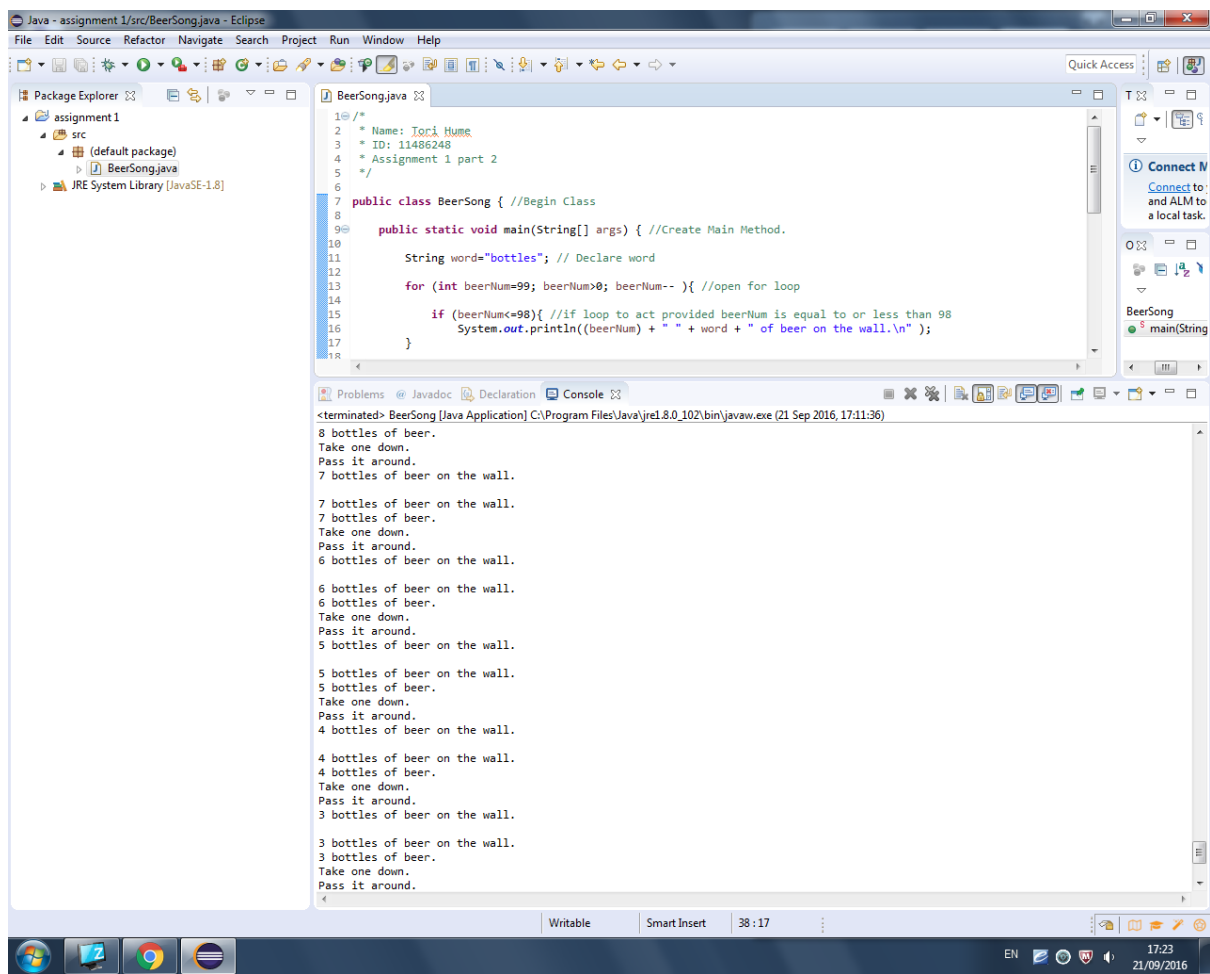 Java - assignment 1/src/BeerSong.java - Eclipse
File Edit Source Refactor Navigate Search Project Run Window Help
Quick Access
Package Explorer
assignment 1
src
(default package)
BeerSong.java
JRE System Library [JavaSE-1.8]
BeerSong.java
1 /*
2 * Name: Tori Hume
3 * ID: 11486248
4 * Assignment 1 part 2
5 */
6
7 public class BeerSong { //Begin Class
8
9 public static void main(String[] args) { //Create Main Method.
10
11 String word="bottles"; // Declare word
12
13 for (int beerNum=99; beerNum>0; beerNum-- ){ //open for loop
14
15 if (beerNum<=98){ //if loop to act provided beerNum is equal to or less than 98
16 System.out.println((beerNum) + " " + word + " of beer on the wall.\n" );
17 }
18
T
Connect M
Connect to
and ALM to
a local task.
O
BeerSong
main(String
Problems Javadoc Declaration Console
<terminated> BeerSong [Java Application] C:\Program Files\Java\jre1.8.0_102\bin\javaw.exe (21 Sep 2016, 17:11:36)
8 bottles of beer.
Take one down.
Pass it around.
7 bottles of beer on the wall.

7 bottles of beer on the wall.
7 bottles of beer.
Take one down.
Pass it around.
6 bottles of beer on the wall.

6 bottles of beer on the wall.
6 bottles of beer.
Take one down.
Pass it around.
5 bottles of beer on the wall.

5 bottles of beer on the wall.
5 bottles of beer.
Take one down.
Pass it around.
4 bottles of beer on the wall.

4 bottles of beer on the wall.
4 bottles of beer.
Take one down.
Pass it around.
3 bottles of beer on the wall.

3 bottles of beer on the wall.
3 bottles of beer.
Take one down.
Pass it around.
Writable Smart Insert 38 : 17
EN 17:23
21/09/2016